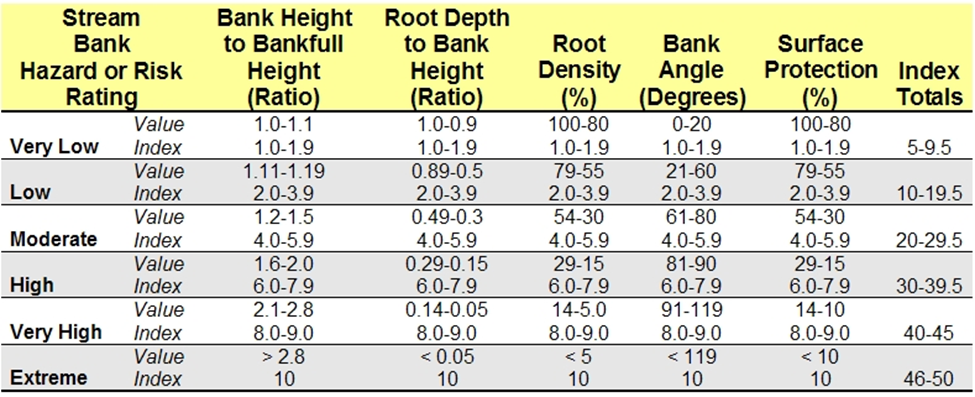 Stream Bank Hazard or Risk Rating | Bank Height to Bankfull Height (Ratio) | Root Depth to Bank Height (Ratio) | Root Density (%) | Bank Angle (Degrees) | Surface Protection (%) | Index Totals
Value 1.0-1.1 1.0-0.9 100-80 0-20 100-80
Very Low Index 1.0-1.9 1.0-1.9 1.0-1.9 1.0-1.9 1.0-1.9 5-9.5
Value 1.11-1.19 0.89-0.5 79-55 21-60 79-55
Low Index 2.0-3.9 2.0-3.9 2.0-3.9 2.0-3.9 2.0-3.9 10-19.5
Value 1.2-1.5 0.49-0.3 54-30 61-80 54-30
Moderate Index 4.0-5.9 4.0-5.9 4.0-5.9 4.0-5.9 4.0-5.9 20-29.5
Value 1.6-2.0 0.29-0.15 29-15 81-90 29-15
High Index 6.0-7.9 6.0-7.9 6.0-7.9 6.0-7.9 6.0-7.9 30-39.5
Value 2.1-2.8 0.14-0.05 14-5.0 91-119 14-10
Very High Index 8.0-9.0 8.0-9.0 8.0-9.0 8.0-9.0 8.0-9.0 40-45
Value > 2.8 < 0.05 < 5 < 119 < 10
Extreme Index 10 10 10 10 10 46-50